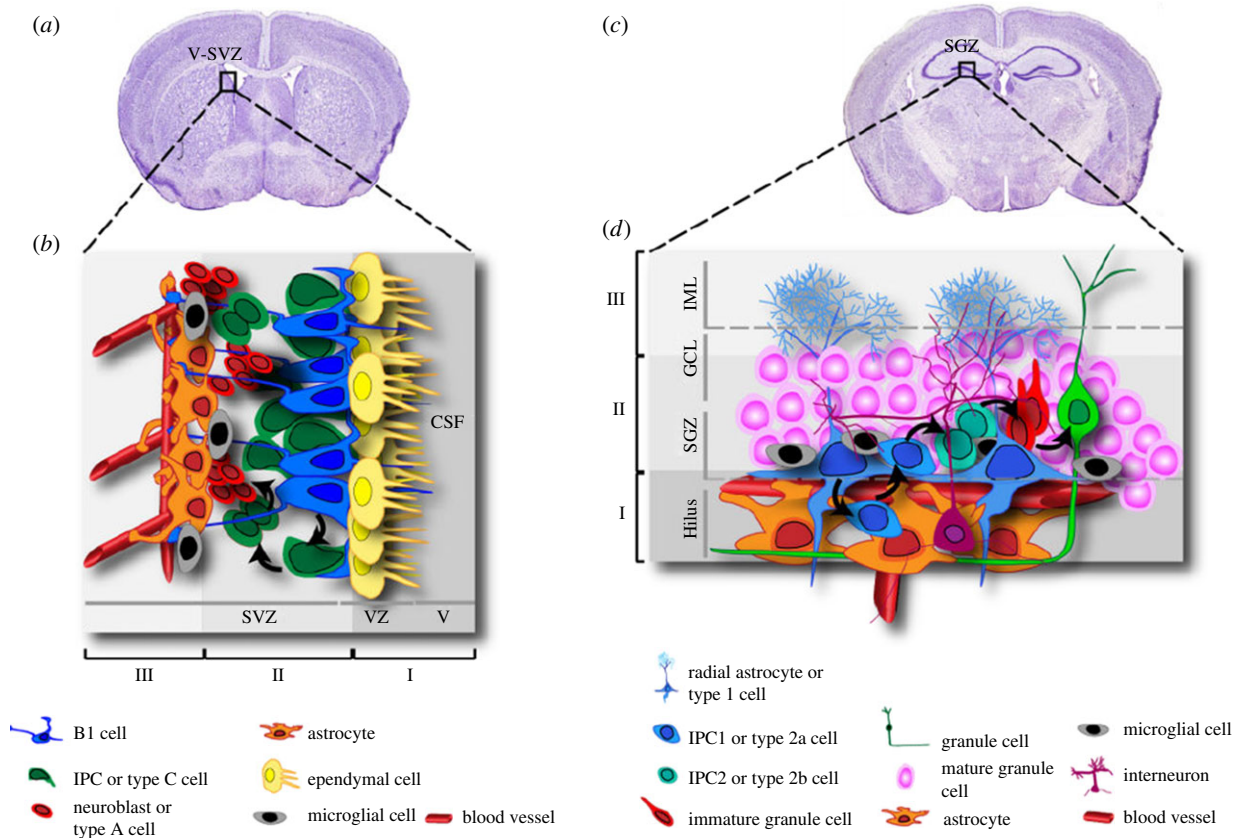 (a)
V-SVZ
(c)
SGZ
(b)
CSF
SVZ
VZ
V
III
II
I
(d)
III
II
I
IML
GCL
SGZ
Hilus
B1 cell
IPC or type C cell
neuroblast or
type A cell
astrocyte
ependymal cell
microglial cell
blood vessel
radial astrocyte or
type 1 cell
IPC1 or type 2a cell
IPC2 or type 2b cell
immature granule cell
granule cell
mature granule
cell
astrocyte
microglial cell
interneuron
blood vessel